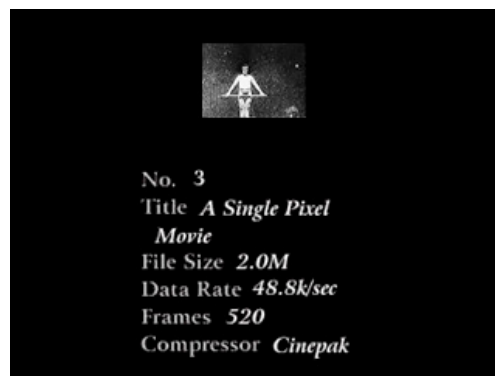 No. 3
Title A Single Pixel
Movie
File Size 2.0M
Data Rate 48.8k/sec
Frames 520
Compressor Cinepak